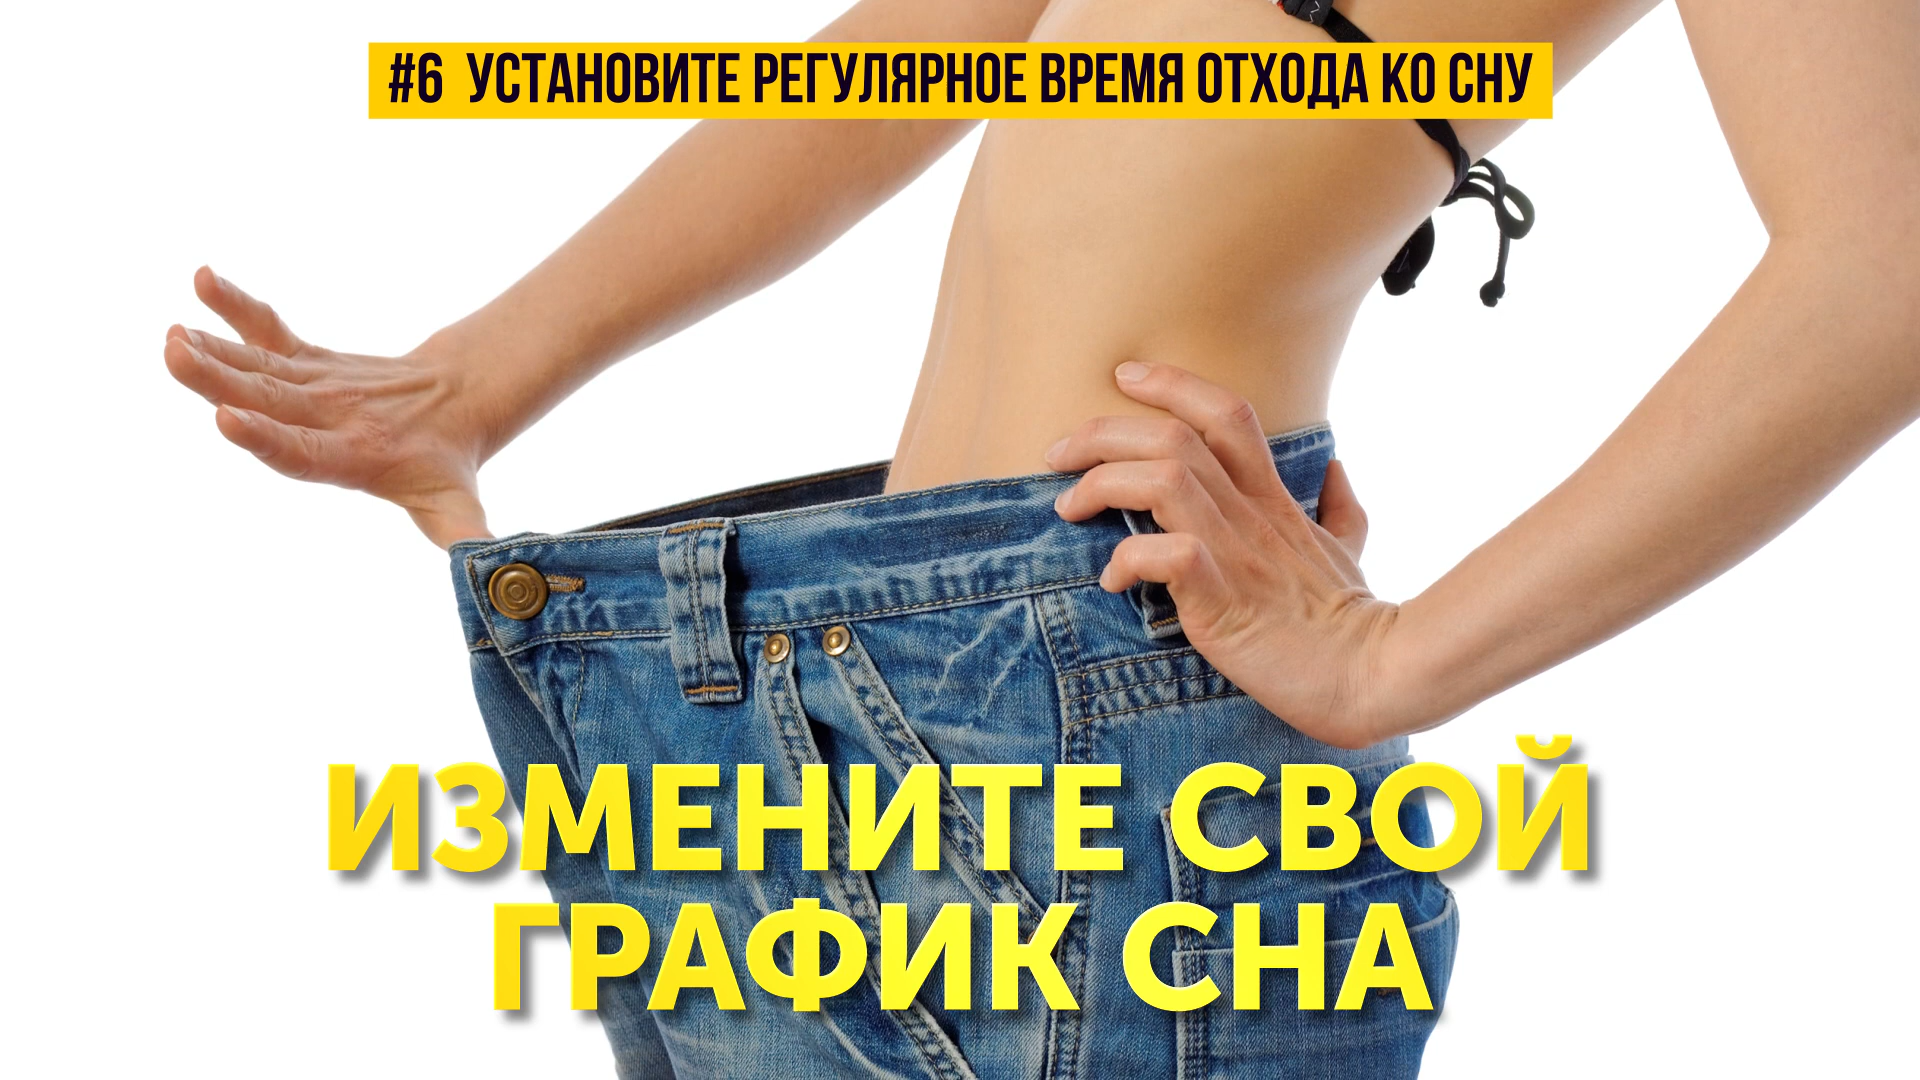 #6 УСТАНОВИТЕ РЕГУЛЯРНОЕ ВРЕМЯ ОТХОДА КО СНУ
ИЗМЕНИТЕ СВОЙ
ГРАФИК СНА